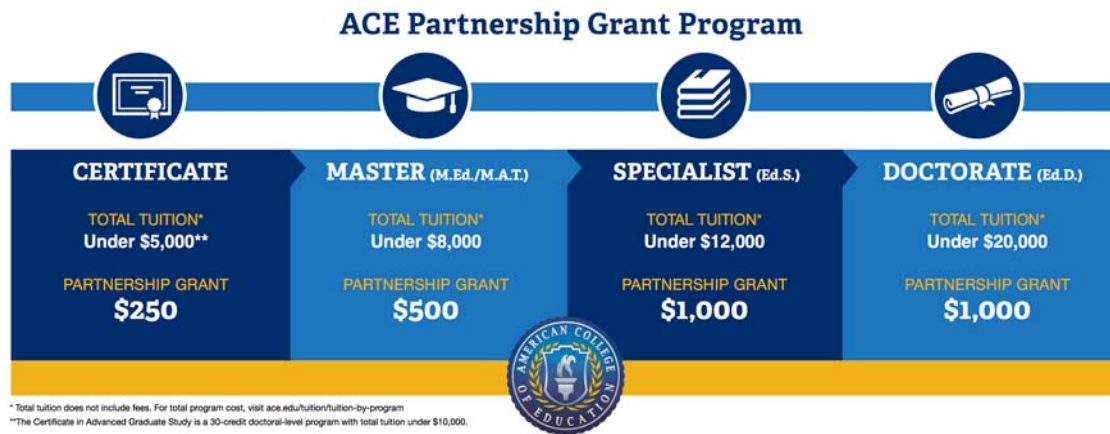 ACE Partnership Grant Program
CERTIFICATE
TOTAL TUITION*
Under $5,000**
PARTNERSHIP GRANT
$250
MASTER (M.Ed./M.A.T.)
TOTAL TUITION*
Under $8,000
PARTNERSHIP GRANT
$500
SPECIALIST (Ed.S.)
TOTAL TUITION*
Under $12,000
PARTNERSHIP GRANT
$1,000
DOCTORATE (Ed.D.)
TOTAL TUITION*
Under $20,000
PARTNERSHIP GRANT
$1,000
AMERICAN COLLEGE
OF EDUCATION
* Total tuition does not include fees. For total program cost, visit ace.edu/tuition/tuition-by-program
**The Certificate in Advanced Graduate Study is a 30-credit doctoral-level program with total tuition under $10,000.